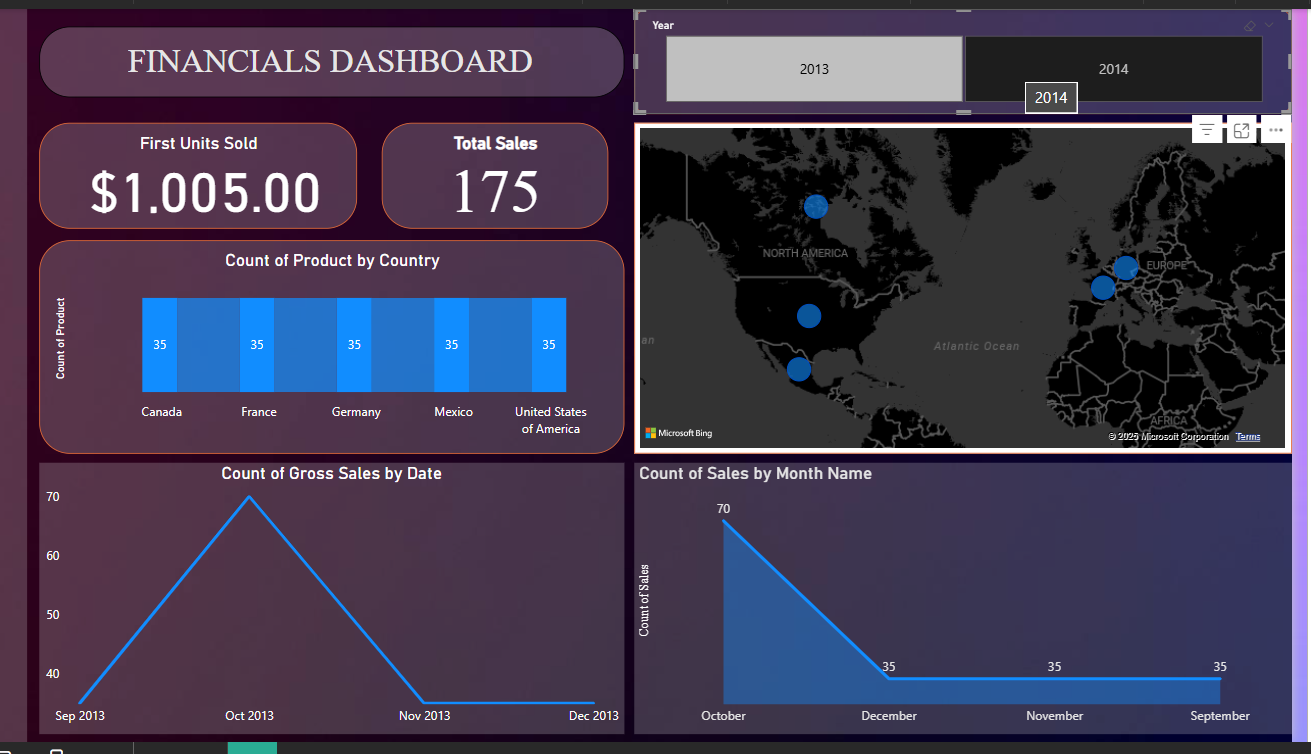 FINANCIALS DASHBOARD
Year
2013
2014
2014
First Units Sold
$1.005.00
Total Sales
175
NORTH AMERICA
EUROPE
Atlantic Ocean
an
AFRICA
Microsoft Bing
© 2025 Microsoft Corporation Terms
Count of Product by Country
Count of Product
35 35 35 35 35
Canada France Germany Mexico United States
of America
Count of Gross Sales by Date
70
60
50
40
Sep 2013 Oct 2013 Nov 2013 Dec 2013
Count of Sales by Month Name
Count of Sales
70
35 35 35
October December November September